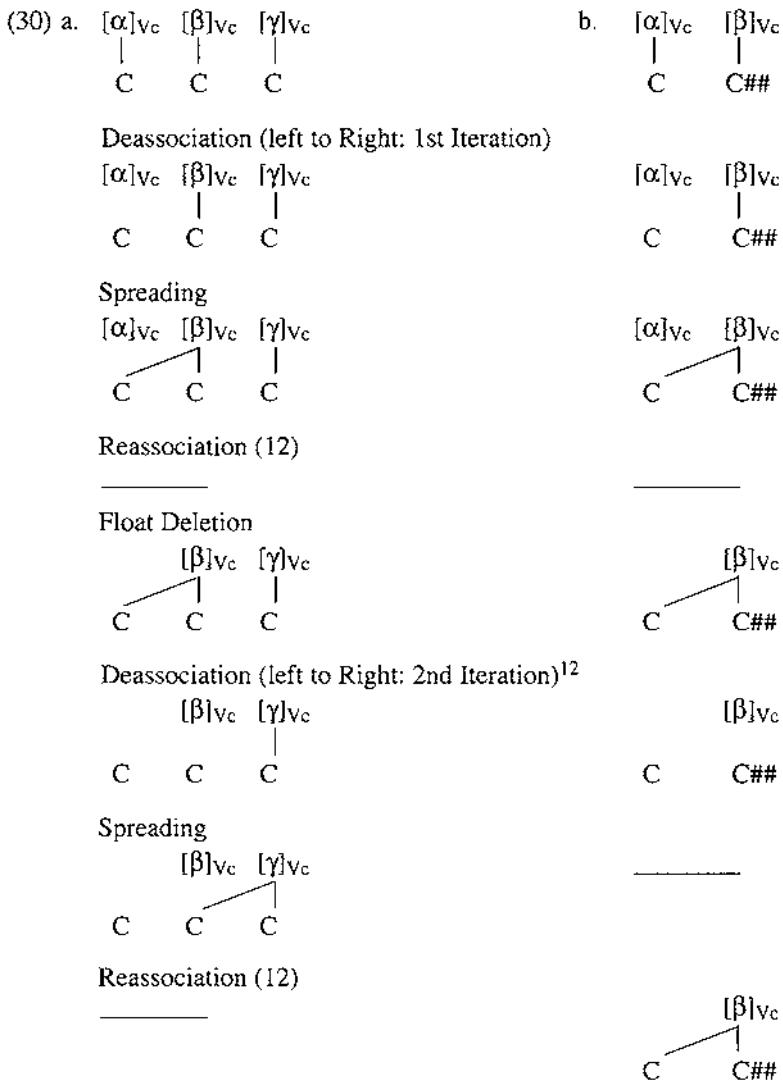 (30) a. [α]Vc [β]Vc [γ]Vc b. [α]Vc [β]Vc
C C C C C##
Deassociation (left to Right: 1st Iteration)
[α]Vc [β]Vc [γ]Vc [α]Vc [β]Vc
C C C C C##
Spreading
[α]Vc [β]Vc [γ]Vc [α]Vc [β]Vc
C C C C C##
Reassociation (12)
Float Deletion
[β]Vc [γ]Vc [β]Vc
C C C C C##
Deassociation (left to Right: 2nd Iteration)12
[β]Vc [γ]Vc [β]Vc
C C C C C##
Spreading
[β]Vc [γ]Vc
C C C
Reassociation (12)
[β]Vc
C C##